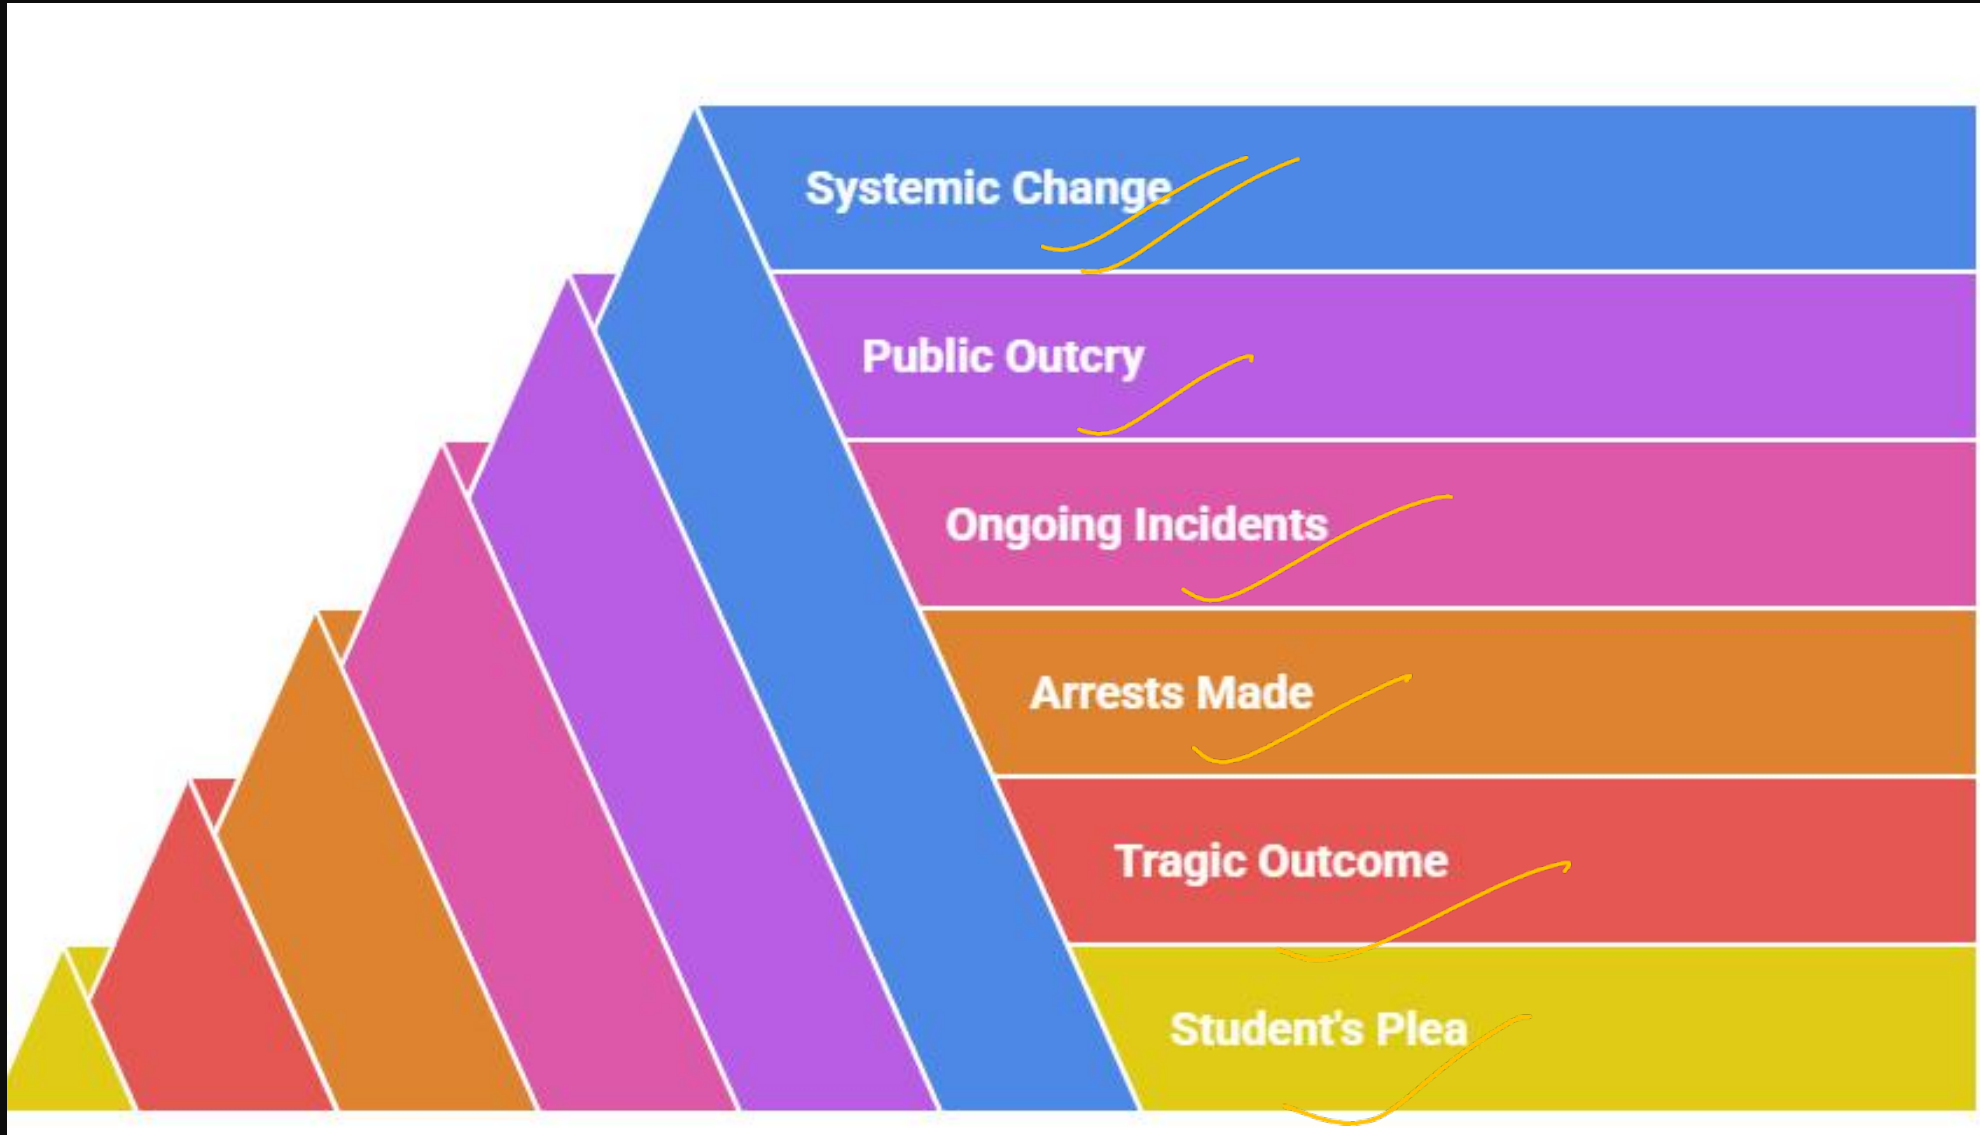 Systemic Change
Public Outcry
Ongoing Incidents
Arrests Made
Tragic Outcome
Student's Plea